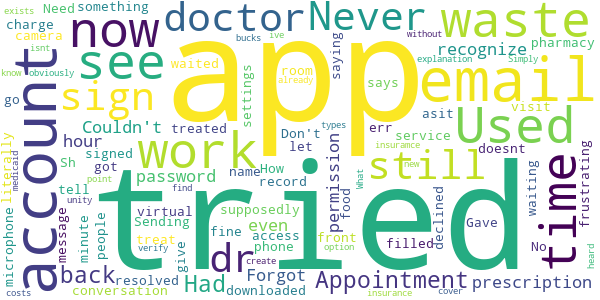 exists Need something
charge
camera
know obviously
bucks ive
isnt
without
explanation Simply
waited
doctor
Never
waste
now
see
app
saying
recognize
pharmacy
go
settings
room
already
says
email
types
visit
sign
account
Couldn't
treated
Don't
err
service
asit
doesnt
new
hour
work
How
let
permission
Used
insurance
literally
medicaid
signed
got
name
record
still
time
frustrating
password
Sh
tell
find
tried
What
waiting
unity
point
virtual
supposedly
food
declined
heard
microphone
message
minute
people
Sending
treat
even
access
phone
front
option
No
dr
fine
give
create
filled
Gave
back
resolved
Forgot
Appointment
prescription
verify
Had
downloaded
costs
conversation
insurance
cover